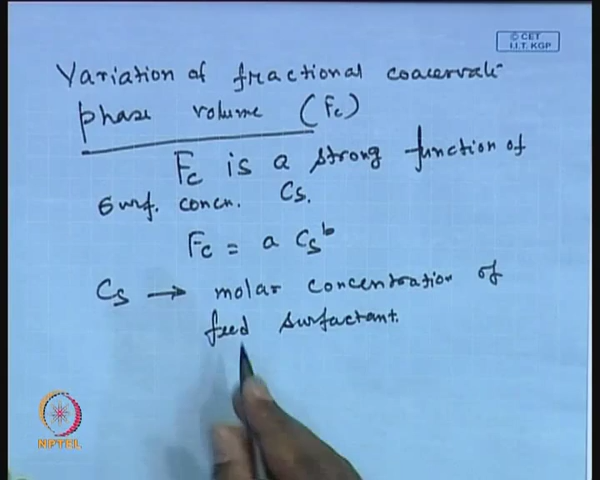 © CET
I.I.T. KGP
Variation of fractional coacervate
phase volume (Fc)
Fc is a strong function of
surf. concn. Cs.
Fc = a Cs^b
Cs → molar concentration of
feed surfactant.
NPTEL